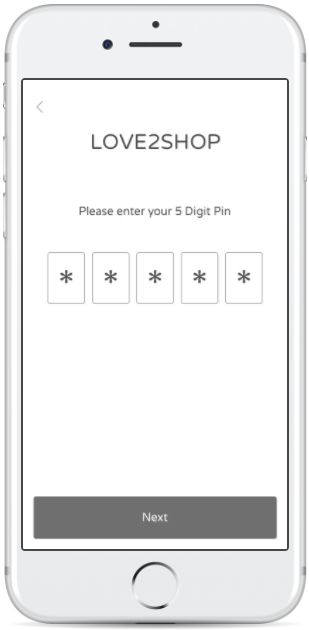 LOVE2SHOP
Please enter your 5 Digit Pin
* * * * *
Next